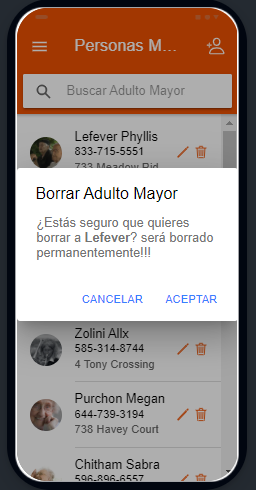 Personas M...
Buscar Adulto Mayor
Lefever Phyllis
833-715-5551
733 Meadow Rid
Borrar Adulto Mayor
¿Estás seguro que quieres
borrar a Lefever? será borrado
permanentemente!!!
CANCELAR ACEPTAR
Zolini Allx
585-314-8744
4 Tony Crossing
Purchon Megan
644-739-3194
738 Havey Court
Chitham Sabra
596-896-6557